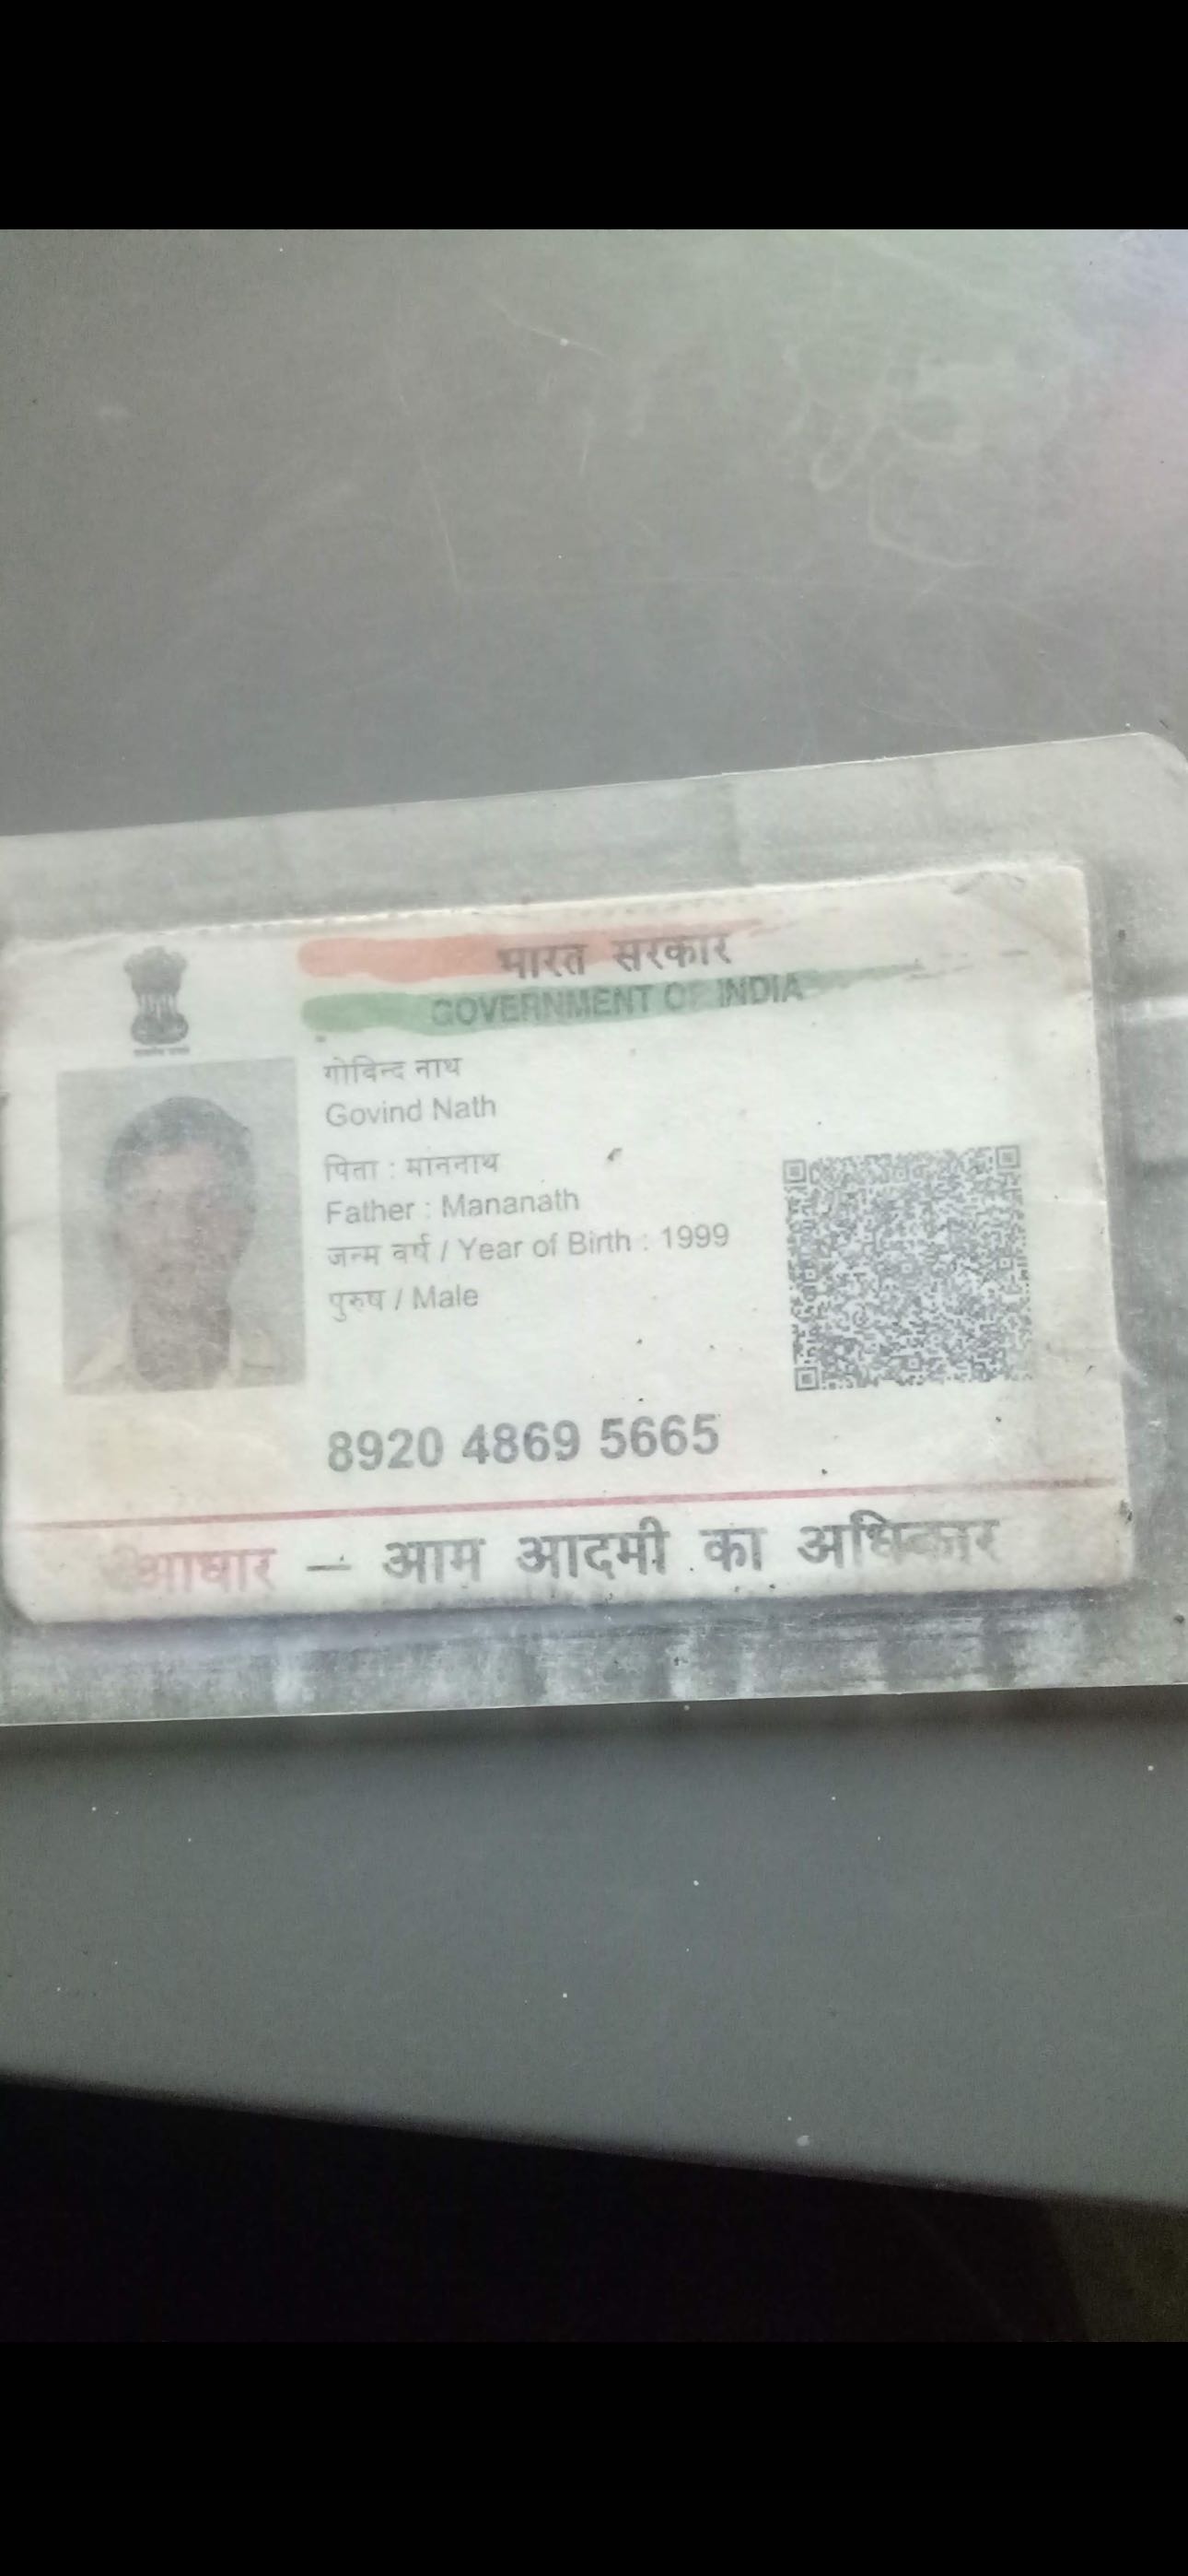 भारत सरकार
GOVERNMENT OF INDIA
गोविन्द नाथ
Govind Nath
पिता : माननाथ
Father : Mananath
जन्म वर्ष / Year of Birth : 1999
पुरुष / Male
8920 4869 5665
आधार – आम आदमी का अधिकार